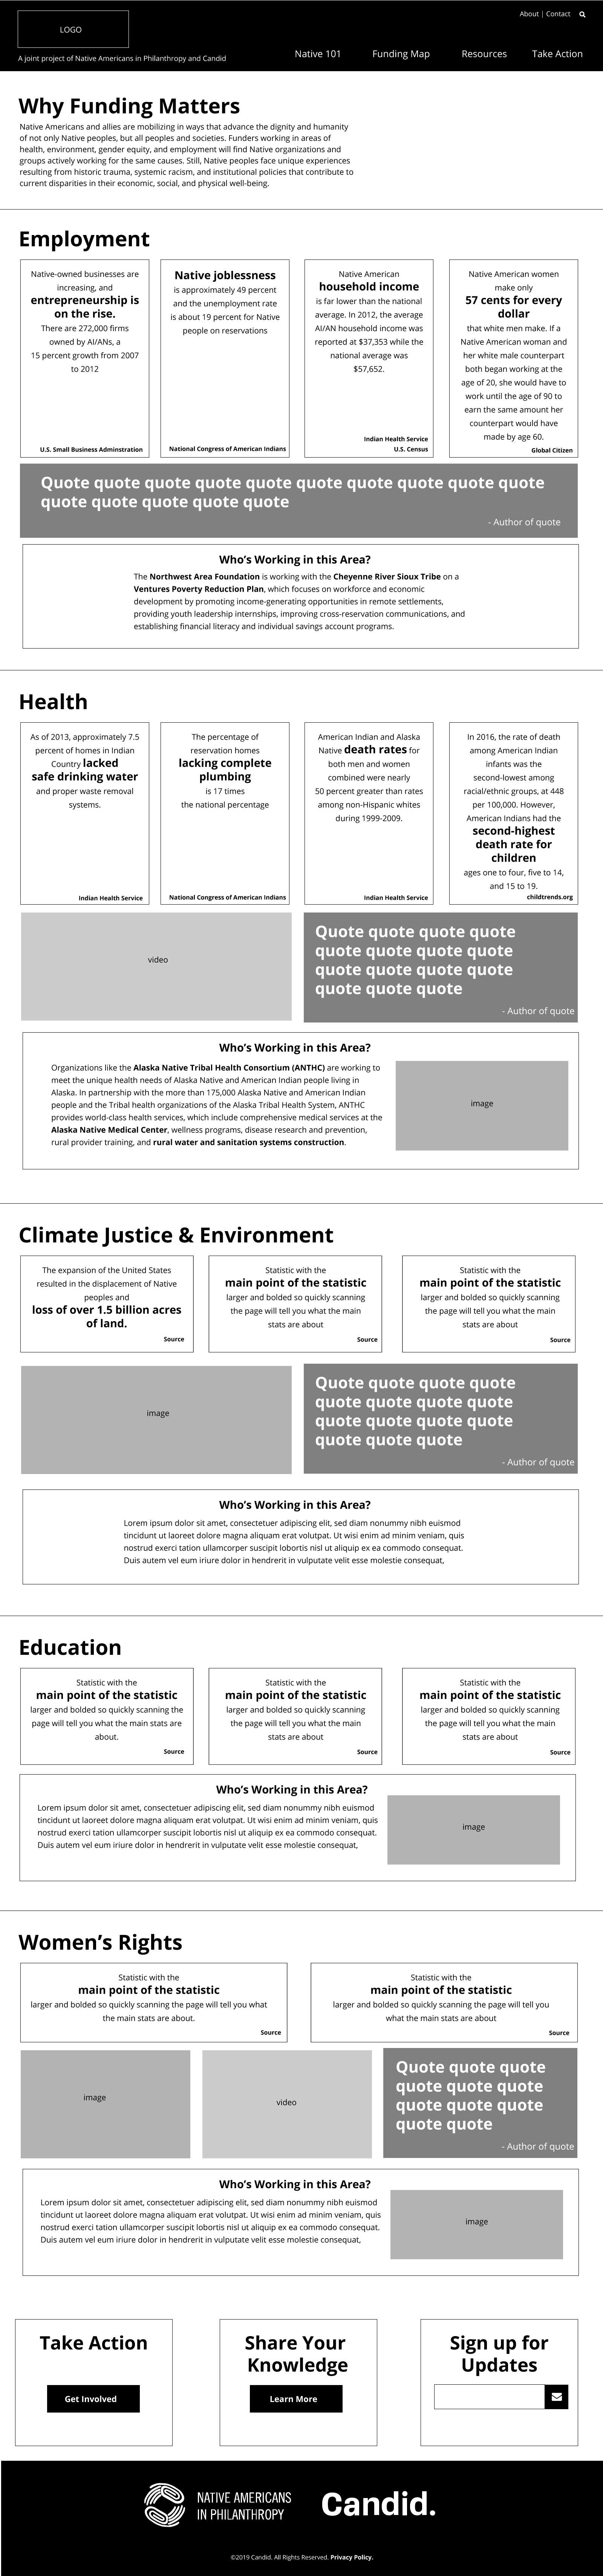 About | Contact
LOGO
A joint project of Native Americans in Philanthropy and Candid
Native 101 Funding Map Resources Take Action
Why Funding Matters
Native Americans and allies are mobilizing in ways that advance the dignity and humanity
of not only Native peoples, but all peoples and societies. Funders working in areas of
health, environment, gender equity, and employment will find Native organizations and
groups actively working for the same causes. Still, Native peoples face unique experiences
resulting from historic trauma, systemic racism, and institutional policies that contribute to
current disparities in their economic, social, and physical well-being.
Employment
Native-owned businesses are
increasing, and
entrepreneurship is
on the rise.
There are 272,000 firms
owned by AI/ANs, a
15 percent growth from 2007
to 2012
U.S. Small Business Adminstration
Native joblessness
is approximately 49 percent
and the unemployment rate
is about 19 percent for Native
people on reservations
National Congress of American Indians
Native American
household income
is far lower than the national
average. In 2012, the average
AI/AN household income was
reported at $37,353 while the
national average was
$57,652.
Indian Health Service
U.S. Census
Native American women
make only
57 cents for every
dollar
that white men make. If a
Native American woman and
her white male counterpart
both began working at the
age of 20, she would have to
work until the age of 90 to
earn the same amount her
counterpart would have
made by age 60.
Global Citizen
Quote quote quote quote quote quote quote quote quote quote
quote quote quote quote quote
- Author of quote
Who's Working in this Area?
The Northwest Area Foundation is working with the Cheyenne River Sioux Tribe on a
Ventures Poverty Reduction Plan, which focuses on workforce and economic
development by promoting income-generating opportunities in remote settlements,
providing youth leadership internships, improving cross-reservation communications, and
establishing financial literacy and individual savings account programs.
Health
As of 2013, approximately 7.5
percent of homes in Indian
Country lacked
safe drinking water
and proper waste removal
systems.
Indian Health Service
The percentage of
reservation homes
lacking complete
plumbing
is 17 times
the national percentage
National Congress of American Indians
American Indian and Alaska
Native death rates for
both men and women
combined were nearly
50 percent greater than rates
among non-Hispanic whites
during 1999-2009.
Indian Health Service
In 2016, the rate of death
among American Indian
infants was the
second-lowest among
racial/ethnic groups, at 448
per 100,000. However,
American Indians had the
second-highest
death rate for
children
ages one to four, five to 14,
and 15 to 19.
childtrends.org
video
Quote quote quote quote
quote quote quote quote
quote quote quote quote
quote quote quote
- Author of quote
Who's Working in this Area?
Organizations like the Alaska Native Tribal Health Consortium (ANTHC) are working to
meet the unique health needs of Alaska Native and American Indian people living in
Alaska. In partnership with the more than 175,000 Alaska Native and American Indian
people and the Tribal health organizations of the Alaska Tribal Health System, ANTHC
provides world-class health services, which include comprehensive medical services at the
Alaska Native Medical Center, wellness programs, disease research and prevention,
rural provider training, and rural water and sanitation systems construction.
image
Climate Justice & Environment
The expansion of the United States
resulted in the displacement of Native
peoples and
loss of over 1.5 billion acres
of land.
Source
Statistic with the
main point of the statistic
larger and bolded so quickly scanning
the page will tell you what the main
stats are about
Source
Statistic with the
main point of the statistic
larger and bolded so quickly scanning
the page will tell you what the main
stats are about
Source
image
Quote quote quote quote
quote quote quote quote
quote quote quote quote
quote quote quote
- Author of quote
Who's Working in this Area?
Lorem ipsum dolor sit amet, consectetuer adipiscing elit, sed diam nonummy nibh euismod
tincidunt ut laoreet dolore magna aliquam erat volutpat. Ut wisi enim ad minim veniam, quis
nostrud exerci tation ullamcorper suscipit lobortis nisl ut aliquip ex ea commodo consequat.
Duis autem vel eum iriure dolor in hendrerit in vulputate velit esse molestie consequat,
Education
Statistic with the
main point of the statistic
larger and bolded so quickly scanning the
page will tell you what the main stats are
about.
Source
Statistic with the
main point of the statistic
larger and bolded so quickly scanning
the page will tell you what the main
stats are about
Source
Statistic with the
main point of the statistic
larger and bolded so quickly scanning
the page will tell you what the main
stats are about
Source
Who's Working in this Area?
Lorem ipsum dolor sit amet, consectetuer adipiscing elit, sed diam nonummy nibh euismod
tincidunt ut laoreet dolore magna aliquam erat volutpat. Ut wisi enim ad minim veniam, quis
nostrud exerci tation ullamcorper suscipit lobortis nisl ut aliquip ex ea commodo consequat.
Duis autem vel eum iriure dolor in hendrerit in vulputate velit esse molestie consequat,
image
Women's Rights
Statistic with the
main point of the statistic
larger and bolded so quickly scanning the page will tell you what
the main stats are about.
Source
Statistic with the
main point of the statistic
larger and bolded so quickly scanning the page will tell you
what the main stats are about
Source
image
video
Quote quote quote
quote quote quote
quote quote quote
quote quote
- Author of quote
Who's Working in this Area?
Lorem ipsum dolor sit amet, consectetuer adipiscing elit, sed diam nonummy nibh euismod
tincidunt ut laoreet dolore magna aliquam erat volutpat. Ut wisi enim ad minim veniam, quis
nostrud exerci tation ullamcorper suscipit lobortis nisl ut aliquip ex ea commodo consequat.
Duis autem vel eum iriure dolor in hendrerit in vulputate velit esse molestie consequat,
image
Take Action
Get Involved
Share Your
Knowledge
Learn More
Sign up for
Updates
NATIVE AMERICANS
IN PHILANTHROPY
Candid.
©2019 Candid. All Rights Reserved. Privacy Policy.